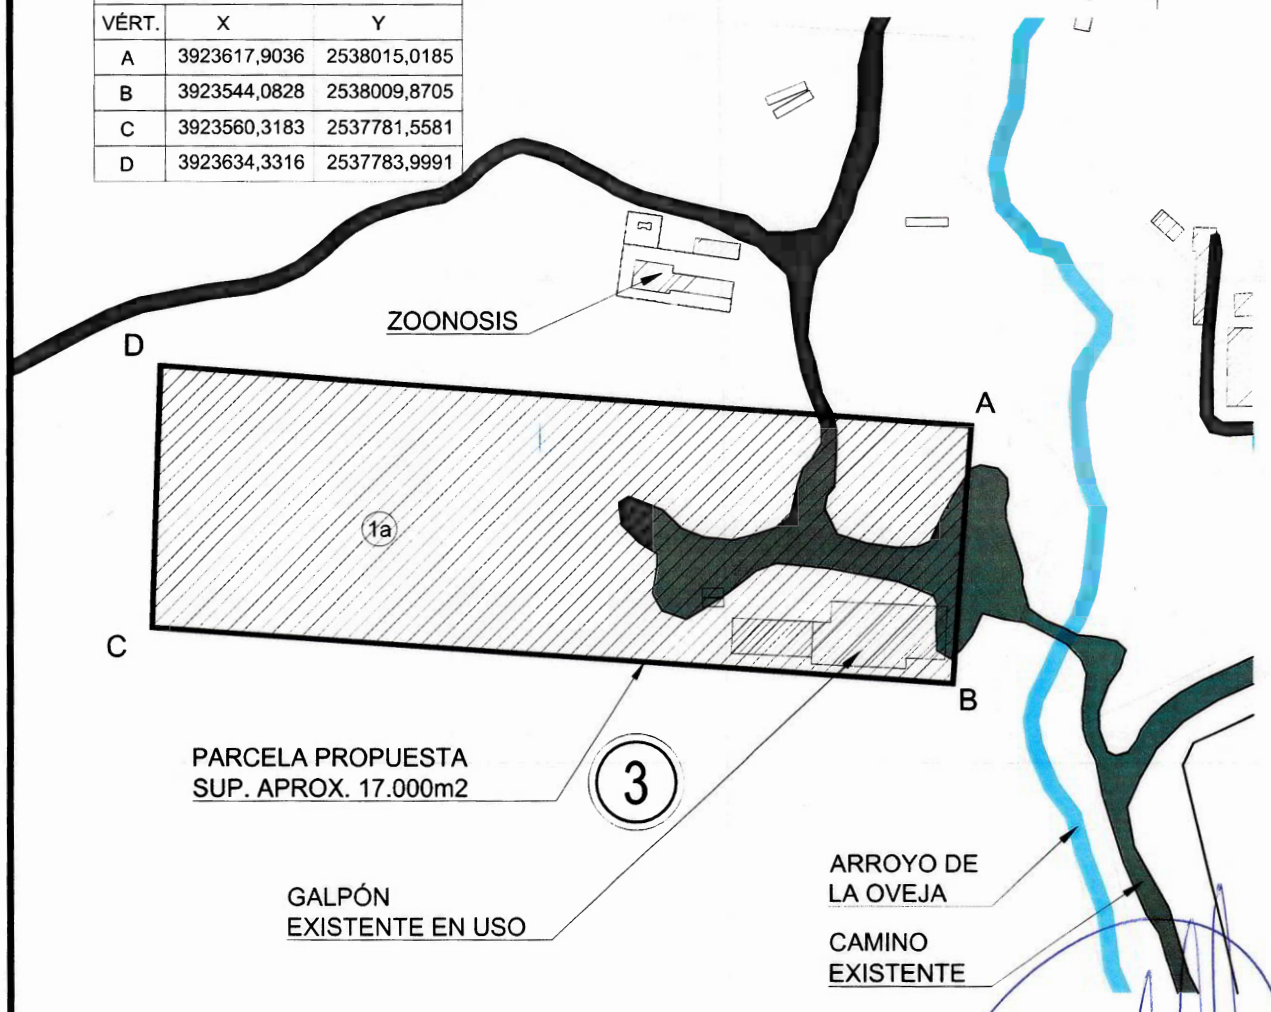 VÉRT. X Y
A 3923617,9036 2538015,0185
B 3923544,0828 2538009,8705
C 3923560,3183 2537781,5581
D 3923634,3316 2537783,9991
ZOONOSIS
D
A
1a
C
B
PARCELA PROPUESTA
SUP. APROX. 17.000m2
3
GALPÓN
EXISTENTE EN USO
ARROYO DE
LA OVEJA
CAMINO
EXISTENTE